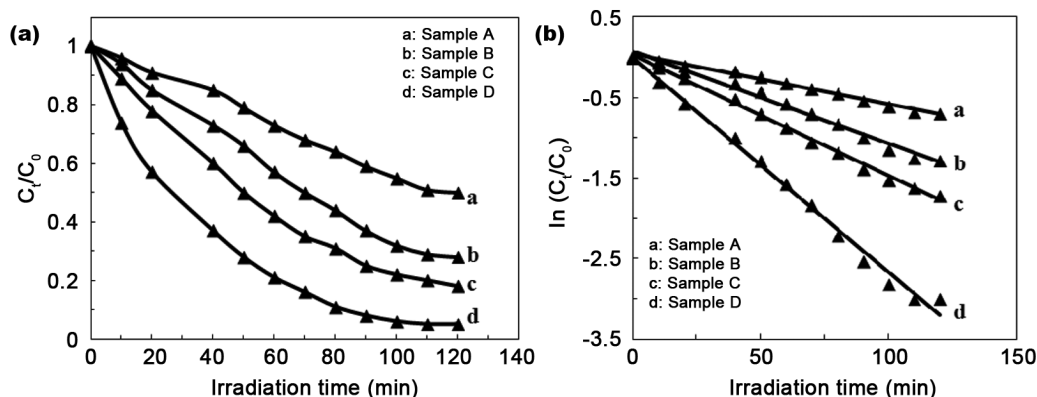 (a)
C_t/C_0
1
0.8
0.6
0.4
0.2
0
0 20 40 60 80 100 120 140
Irradiation time (min)
a: Sample A
b: Sample B
c: Sample C
d: Sample D
a
b
c
d
(b)
ln (C_t/C_0)
0.5
-0.5
-1.5
-2.5
-3.5
0 50 100 150
Irradiation time (min)
a: Sample A
b: Sample B
c: Sample C
d: Sample D
a
b
c
d